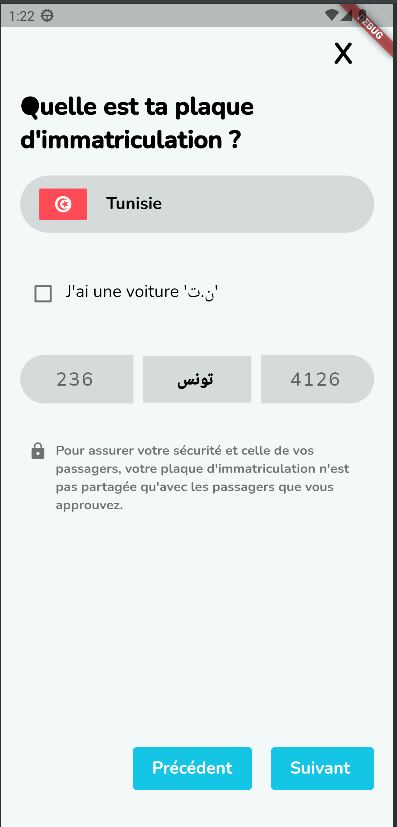 1:22
DEBUG
X
Quelle est ta plaque
d'immatriculation ?
Tunisie
J'ai une voiture 'ن.ت'
236
تونس
4126
Pour assurer votre sécurité et celle de vos
passagers, votre plaque d'immatriculation n'est
pas partagée qu'avec les passagers que vous
approuvez.
Précédent
Suivant